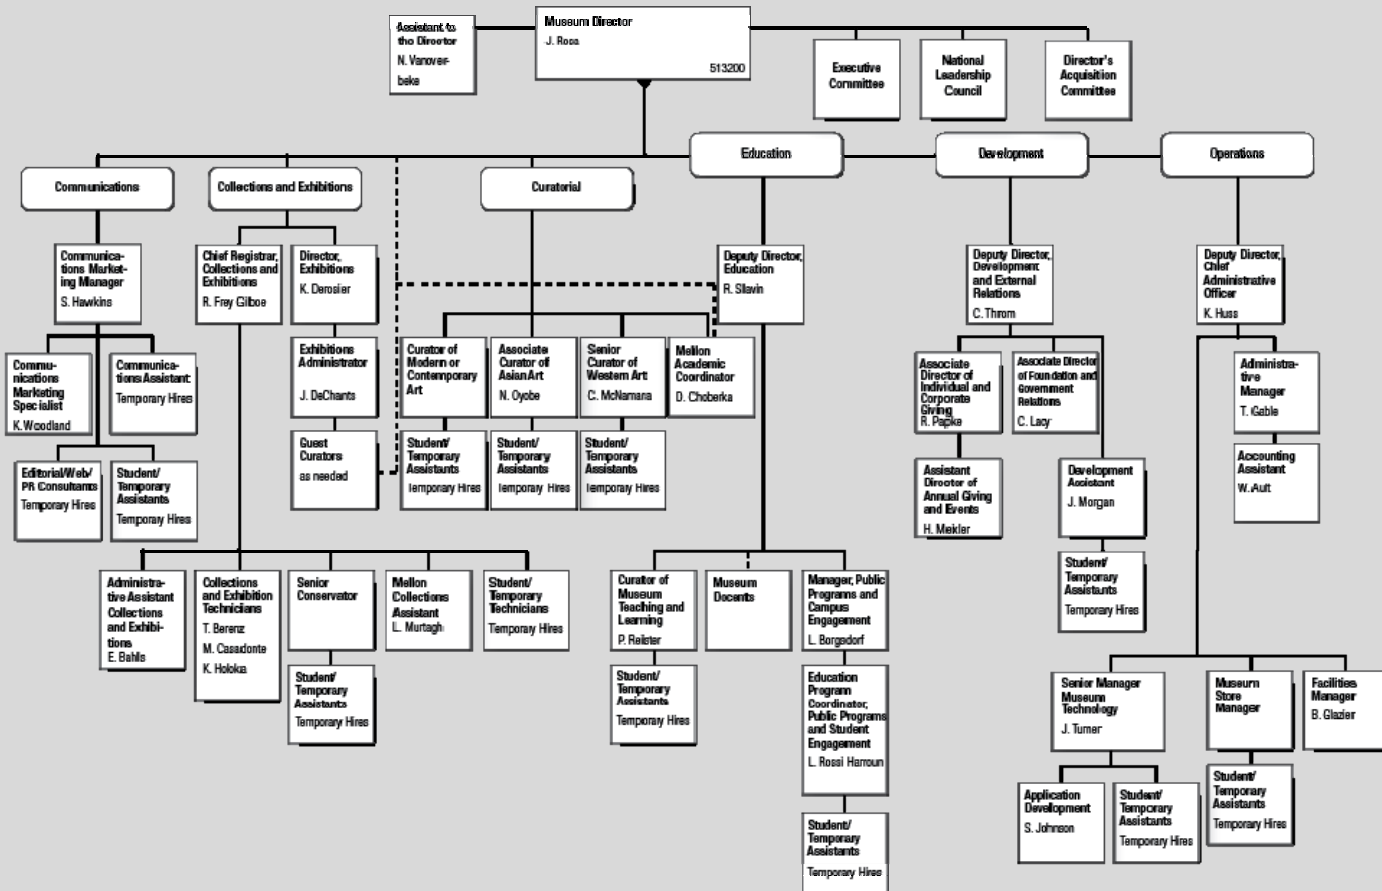 Assistant to
the Director
N. Vanover-
beke
Museum Director
J. Rosa
513200
Executive
Committee
National
Leadership
Council
Director's
Acquisition
Committee
Communications
Collections and Exhibitions
Curatorial
Education
Development
Operations
Communica-
tions Market-
ing Manager
S. Hawkins
Chief Registrar,
Collections and
Exhibitions
R. Frey Gilboe
Director,
Exhibitions
K. Derosier
Deputy Director,
Education
R. Slavin
Deputy Director,
Development
and External
Relations
C. Throm
Deputy Director,
Chief
Administrative
Officer
K. Huss
Commu-
nications
Marketing
Specialist
K. Woodland
Communica-
tions Assistant
Temporary Hires
Exhibitions
Administrator
J. DeChants
Curator of
Modern or
Contemporary
Art
Associate
Curator of
Asian Art
N. Oyobe
Senior
Curator of
Western Art
C. McNamara
Mellon
Academic
Coordinator
D. Choberka
Associate
Director of
Individual and
Corporate
Giving
R. Papke
Associate Director
of Foundation and
Government
Relations
C. Lacy
Administra-
tive
Manager
T. Gable
Editorial/Web/
PR Consultants
Temporary Hires
Student/
Temporary
Assistants
Temporary Hires
Guest
Curators
as needed
Student/
Temporary
Assistants
Temporary Hires
Student/
Temporary
Assistants
Temporary Hires
Student/
Temporary
Assistants
Temporary Hires
Assistant
Director of
Annual Giving
and Events
H. Meikler
Development
Assistant
J. Morgan
Accounting
Assistant
W. Ault
Administra-
tive Assistant
Collections
and Exhibi-
tions
E. Bahlis
Collections
and Exhibition
Technicians
T. Berenz
M. Casadonte
K. Holoka
Senior
Conservator
Mellon
Collections
Assistant
L. Murtagh
Student/
Temporary
Technicians
Temporary Hires
Curator of
Museum
Teaching and
Learning
P. Reister
Museum
Docents
Manager, Public
Programs and
Campus
Engagement
L. Borgsdorf
Student/
Temporary
Assistants
Temporary Hires
Student/
Temporary
Assistants
Temporary Hires
Student/
Temporary
Assistants
Temporary Hires
Education
Program
Coordinator,
Public Programs
and Student
Engagement
L. Rossi Harroun
Senior Manager
Museum
Technology
J. Turner
Museum
Store
Manager
Facilities
Manager
B. Glazier
Application
Development
S. Johnson
Student/
Temporary
Assistants
Temporary Hires
Student/
Temporary
Assistants
Temporary Hires
Student/
Temporary
Assistants
Temporary Hires